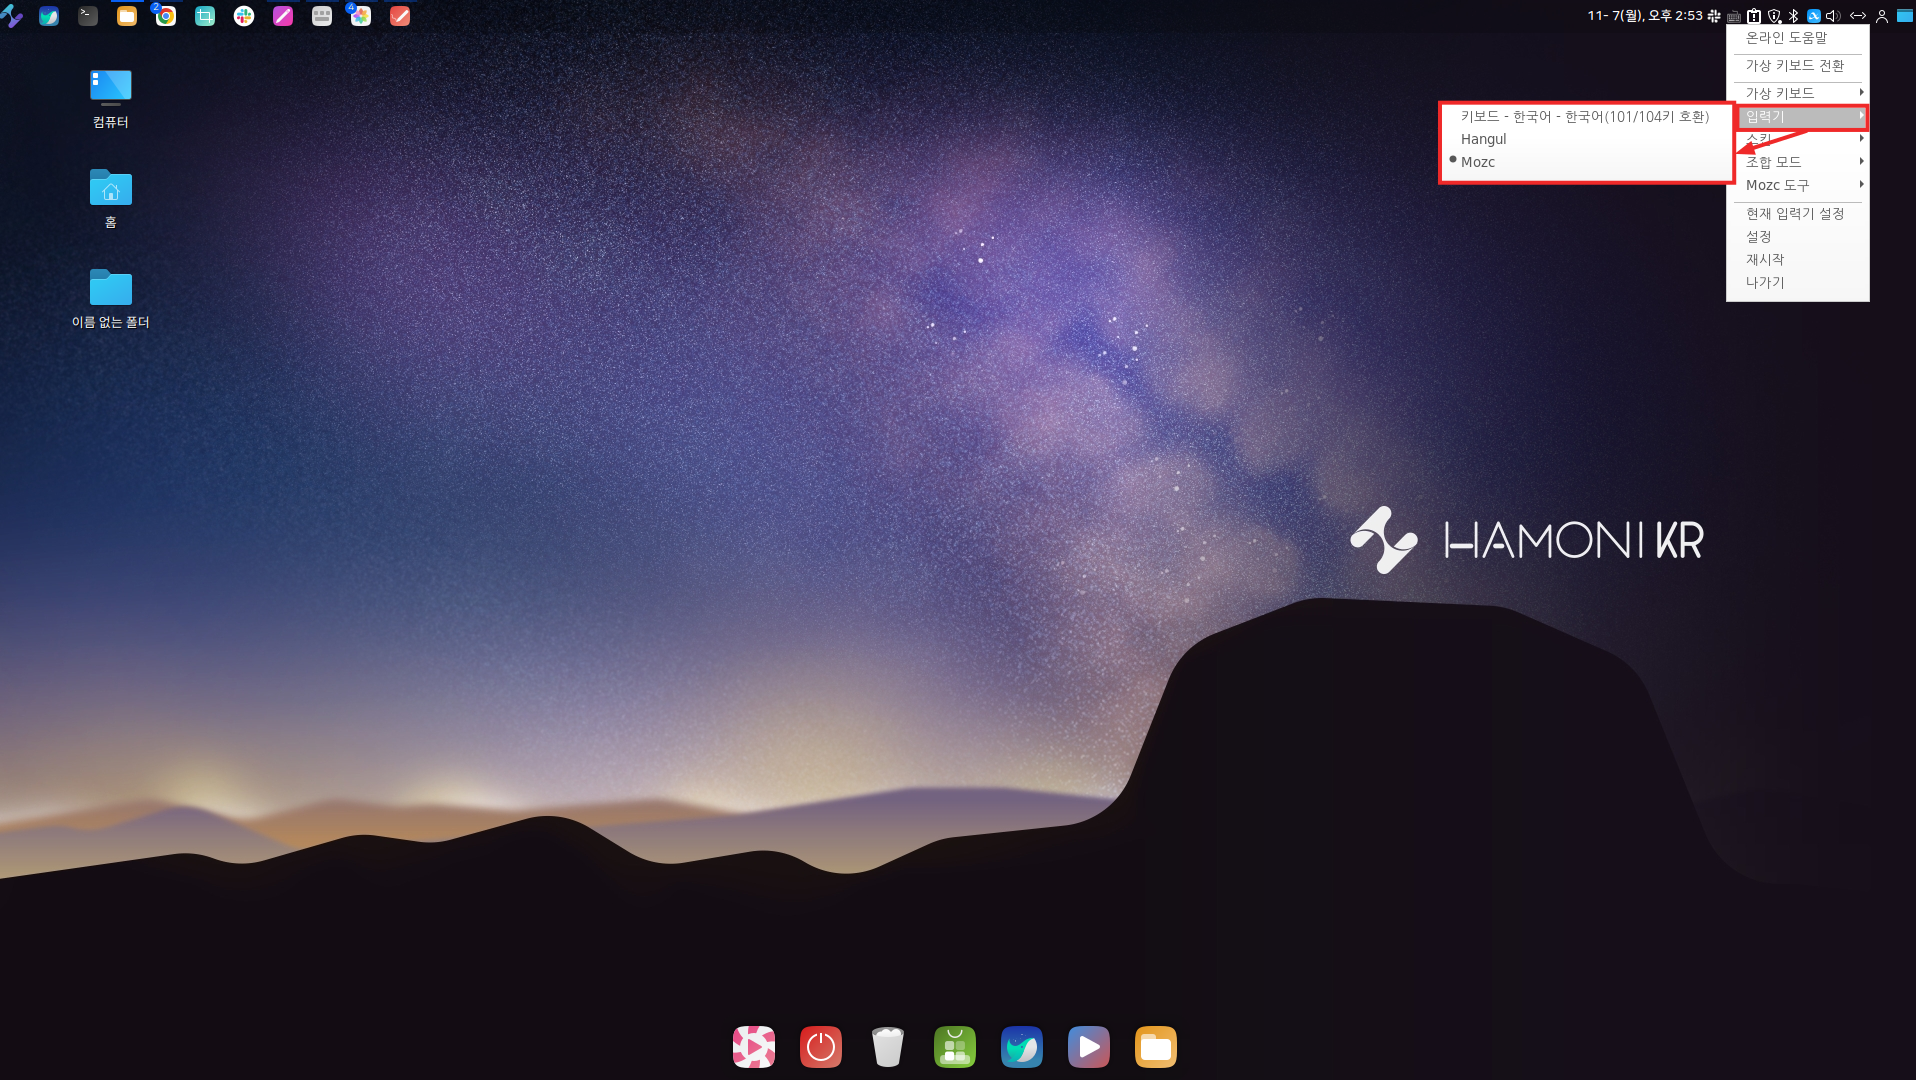 2
4
11- 7(월), 오후 2:53
컴퓨터
홈
이름 없는 폴더
온라인 도움말
가상 키보드 전환
가상 키보드
입력기
스킨
조합 모드
Mozc 도구
현재 입력기 설정
설정
재시작
나가기
키보드 - 한국어 - 한국어(101/104키 호환)
Hangul
Mozc
HAMONIKR